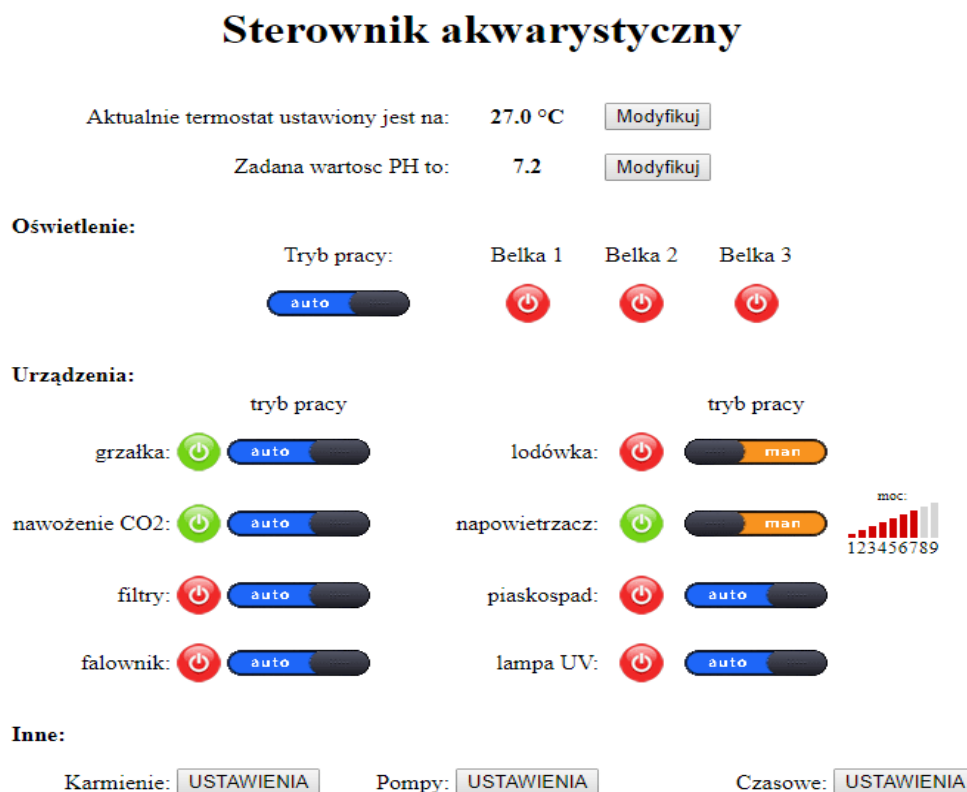 Sterownik akwarystyczny
Aktualnie termostat ustawiony jest na: 27.0 °C Modyfikuj
Zadana wartosc PH to: 7.2 Modyfikuj
Oświetlenie:
Tryb pracy: Belka 1 Belka 2 Belka 3
auto
Urządzenia:
tryb pracy tryb pracy
grzałka: auto lodówka: man
moc:
nawożenie CO2: auto napowietrzacz: man
123456789
filtry: auto piaskospad: auto
falownik: auto lampa UV: auto
Inne:
Karmienie: USTAWIENIA Pompy: USTAWIENIA Czasowe: USTAWIENIA